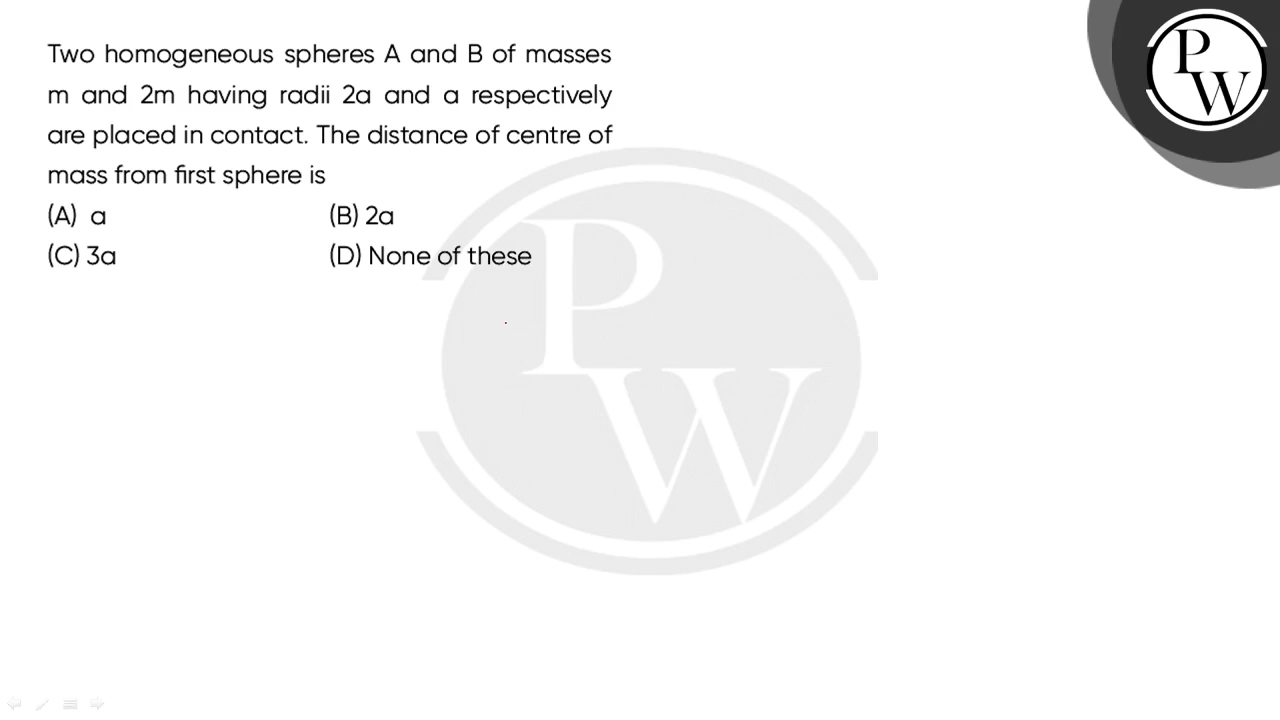 Two homogeneous spheres A and B of masses
m and 2m having radii 2a and a respectively
are placed in contact. The distance of centre of
mass from first sphere is
(A) a (B) 2a
(C) 3a (D) None of these
P
W
P
W